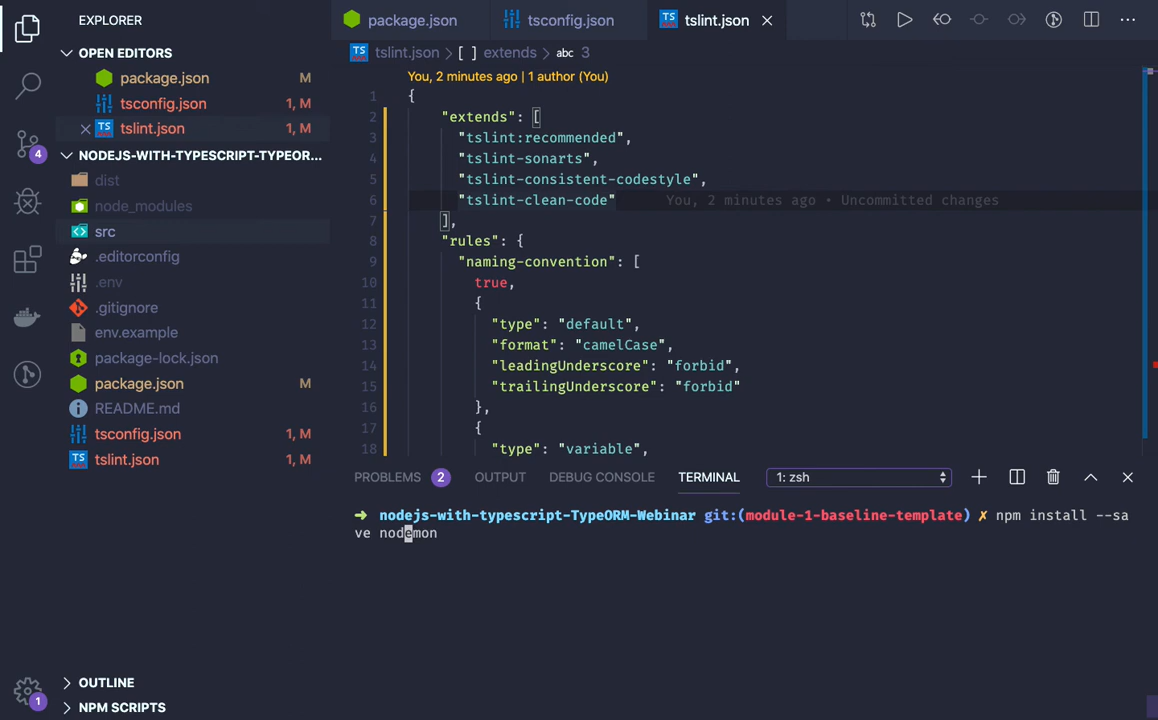 EXPLORER
OPEN EDITORS
package.json M
tsconfig.json 1, M
TS tslint.json 1, M
NODEJS-WITH-TYPESCRIPT-TYPEOR...
dist
node_modules
src
.editorconfig
.env
.gitignore
env.example
package-lock.json
package.json M
README.md
tsconfig.json 1, M
TS tslint.json 1, M
OUTLINE
NPM SCRIPTS
4
1
package.json
tsconfig.json
TS tslint.json
TS tslint.json > [ ] extends > abc 3
You, 2 minutes ago | 1 author (You)
1 {
2 "extends": [
3 "tslint:recommended",
4 "tslint-sonarts",
5 "tslint-consistent-codestyle",
6 "tslint-clean-code" You, 2 minutes ago • Uncommitted changes
7 ],
8 "rules": {
9 "naming-convention": [
10 true,
11 {
12 "type": "default",
13 "format": "camelCase",
14 "leadingUnderscore": "forbid",
15 "trailingUnderscore": "forbid"
16 },
17 {
18 "type": "variable",
PROBLEMS 2 OUTPUT DEBUG CONSOLE TERMINAL 1: zsh
➜ nodejs-with-typescript-TypeORM-Webinar git:(module-1-baseline-template) ✗ npm install --sa
ve nodemon